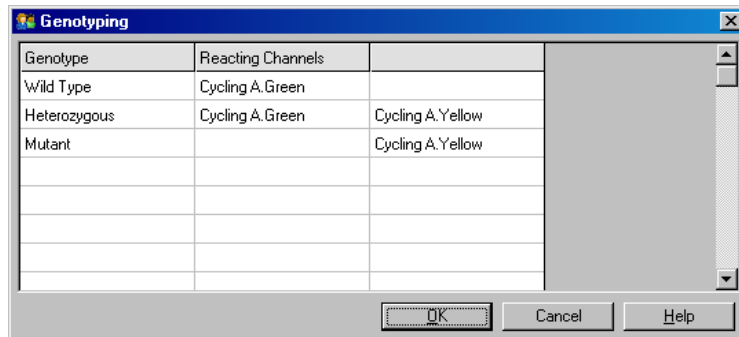 Genotyping
Genotype Reacting Channels
Wild Type Cycling A.Green
Heterozygous Cycling A.Green Cycling A.Yellow
Mutant Cycling A.Yellow
OK Cancel Help